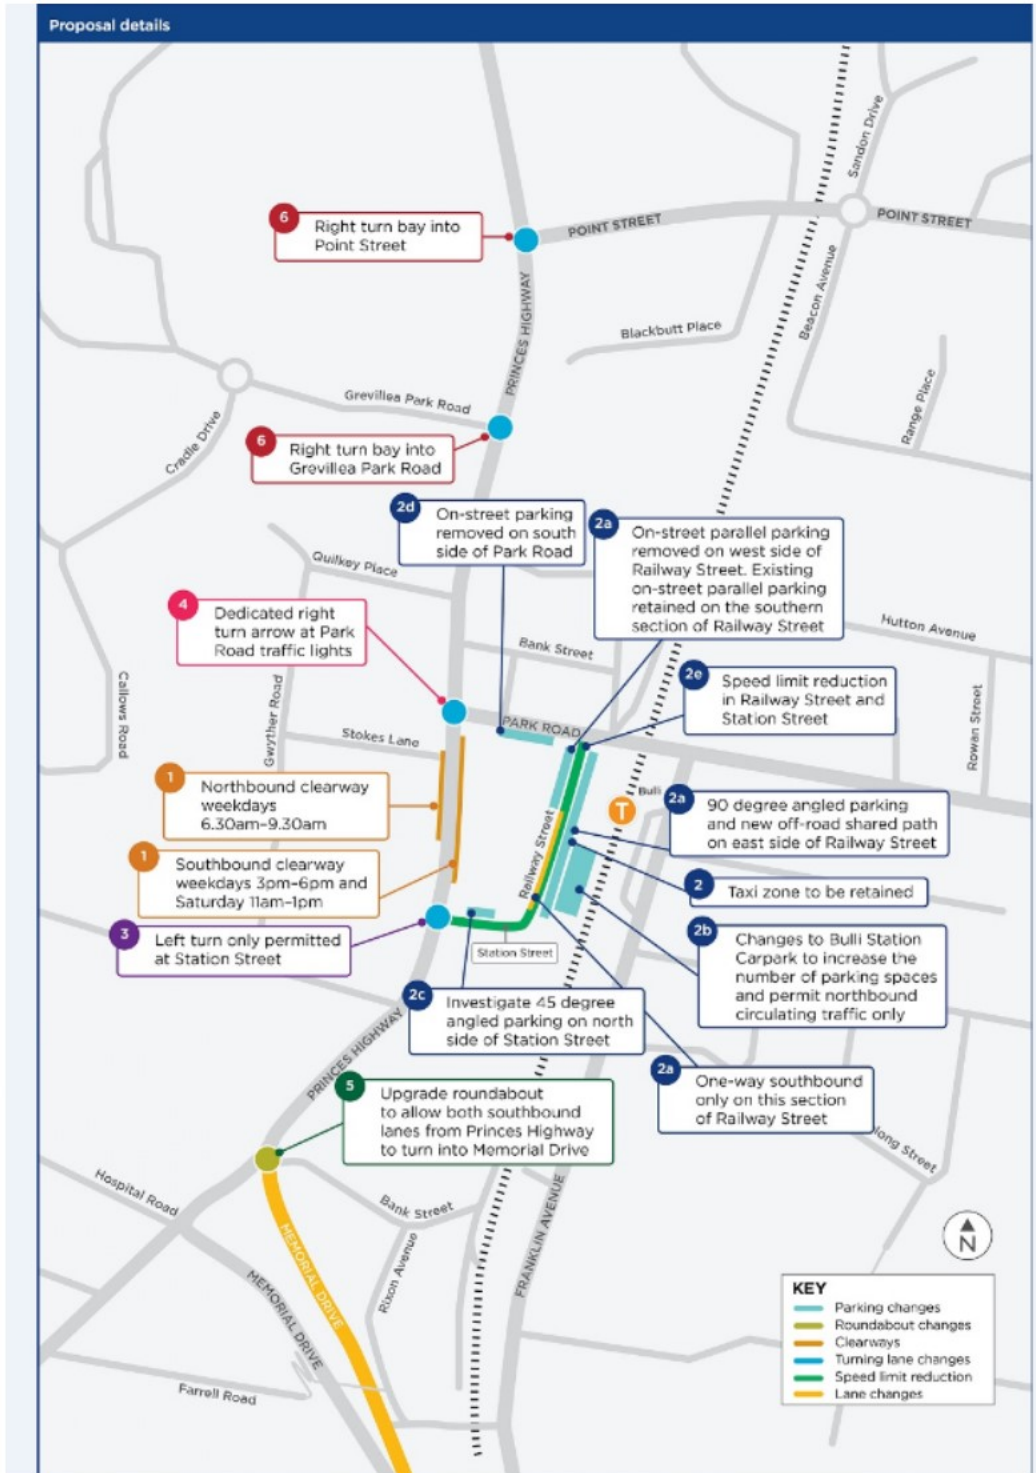 Proposal details
Sandon Drive
6
Right turn bay into
Point Street
POINT STREET
POINT STREET
PRINCES HIGHWAY
Beacon Avenue
Blackbutt Place
Grevillea Park Road
Range Place
Cradle Drive
6
Right turn bay into
Grevillea Park Road
2d
On-street parking
removed on south
side of Park Road
2a
On-street parallel parking
removed on west side of
Railway Street. Existing
on-street parallel parking
retained on the southern
section of Railway Street
Quilkey Place
4
Dedicated right
turn arrow at Park
Road traffic lights
Hutton Avenue
Bank Street
2e
Speed limit reduction
in Railway Street and
Station Street
Callows Road
Gwyther Road
Rowan Street
PARK ROAD
Stokes Lane
1
Northbound clearway
weekdays
6.30am–9.30am
Bulli
T
2a
90 degree angled parking
and new off-road shared path
on east side of Railway Street
Railway Street
1
Southbound clearway
weekdays 3pm–6pm and
Saturday 11am–1pm
2
Taxi zone to be retained
3
Left turn only permitted
at Station Street
Station Street
2b
Changes to Bulli Station
Carpark to increase the
number of parking spaces
and permit northbound
circulating traffic only
2c
Investigate 45 degree
angled parking on north
side of Station Street
PRINCES HIGHWAY
2a
One-way southbound
only on this section
of Railway Street
5
Upgrade roundabout
to allow both southbound
lanes from Princes Highway
to turn into Memorial Drive
long Street
Hospital Road
Bank Street
Rixon Avenue
FRANKLIN AVENUE
MEMORIAL DRIVE
MEMORIAL DRIVE
Farrell Road
N
KEY
Parking changes
Roundabout changes
Clearways
Turning lane changes
Speed limit reduction
Lane changes